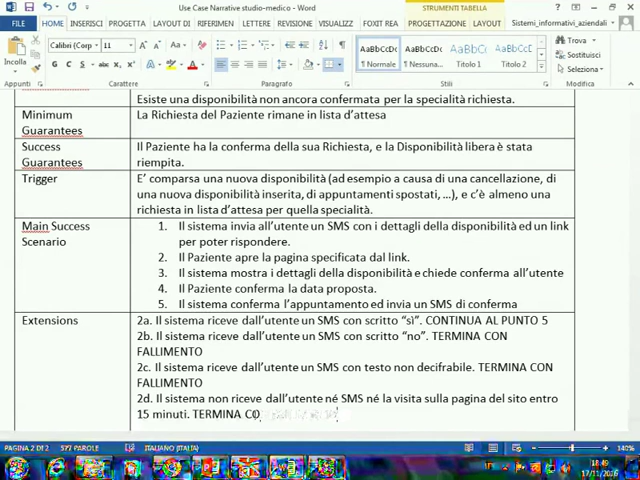 Use Case Narrative studio-medico - Word
STRUMENTI TABELLA
FILE HOME INSERISCI PROGETTA LAYOUT DI RIFERIMEN LETTERE REVISIONE VISUALIZZ FOXIT REA PROGETTAZIONE LAYOUT Sistemi_informativi_aziendali
Calibri (Corp 11
Incolla
G C S
AaBbCcDc AaBbCcDc AaBbCc AaBbCcD
Normale Nessuna... Titolo 1 Titolo 2
Trova
Sostituisci
Seleziona
Appunti Carattere Paragrafo Stili Modifica
Esiste una disponibilità non ancora confermata per la specialità richiesta.
Minimum Guarantees
La Richiesta del Paziente rimane in lista d'attesa
Success Guarantees
Il Paziente ha la conferma della sua Richiesta, e la Disponibilità libera è stata
riempita.
Trigger
E' comparsa una nuova disponibilità (ad esempio a causa di una cancellazione, di
una nuova disponibilità inserita, di appuntamenti spostati, ...), e c'è almeno una
richiesta in lista d'attesa per quella specialità.
Main Success Scenario
1. Il sistema invia all'utente un SMS con i dettagli della disponibilità ed un link
per poter rispondere.
2. Il Paziente apre la pagina specificata dal link.
3. Il sistema mostra i dettagli della disponibilità e chiede conferma all'utente
4. Il Paziente conferma la data proposta.
5. Il sistema conferma l'appuntamento ed invia un SMS di conferma
Extensions
2a. Il sistema riceve dall'utente un SMS con scritto "sì". CONTINUA AL PUNTO 5
2b. Il sistema riceve dall'utente un SMS con scritto "no". TERMINA CON
FALLIMENTO
2c. Il sistema riceve dall'utente un SMS con testo non decifrabile. TERMINA CON
FALLIMENTO
2d. Il sistema non riceve dall'utente né SMS né la visita sulla pagina del sito entro
15 minuti. TERMINA CO
PAGINA 2 DI 2 577 PAROLE ITALIANO (ITALIA) 140%
18:49
17/11/2016